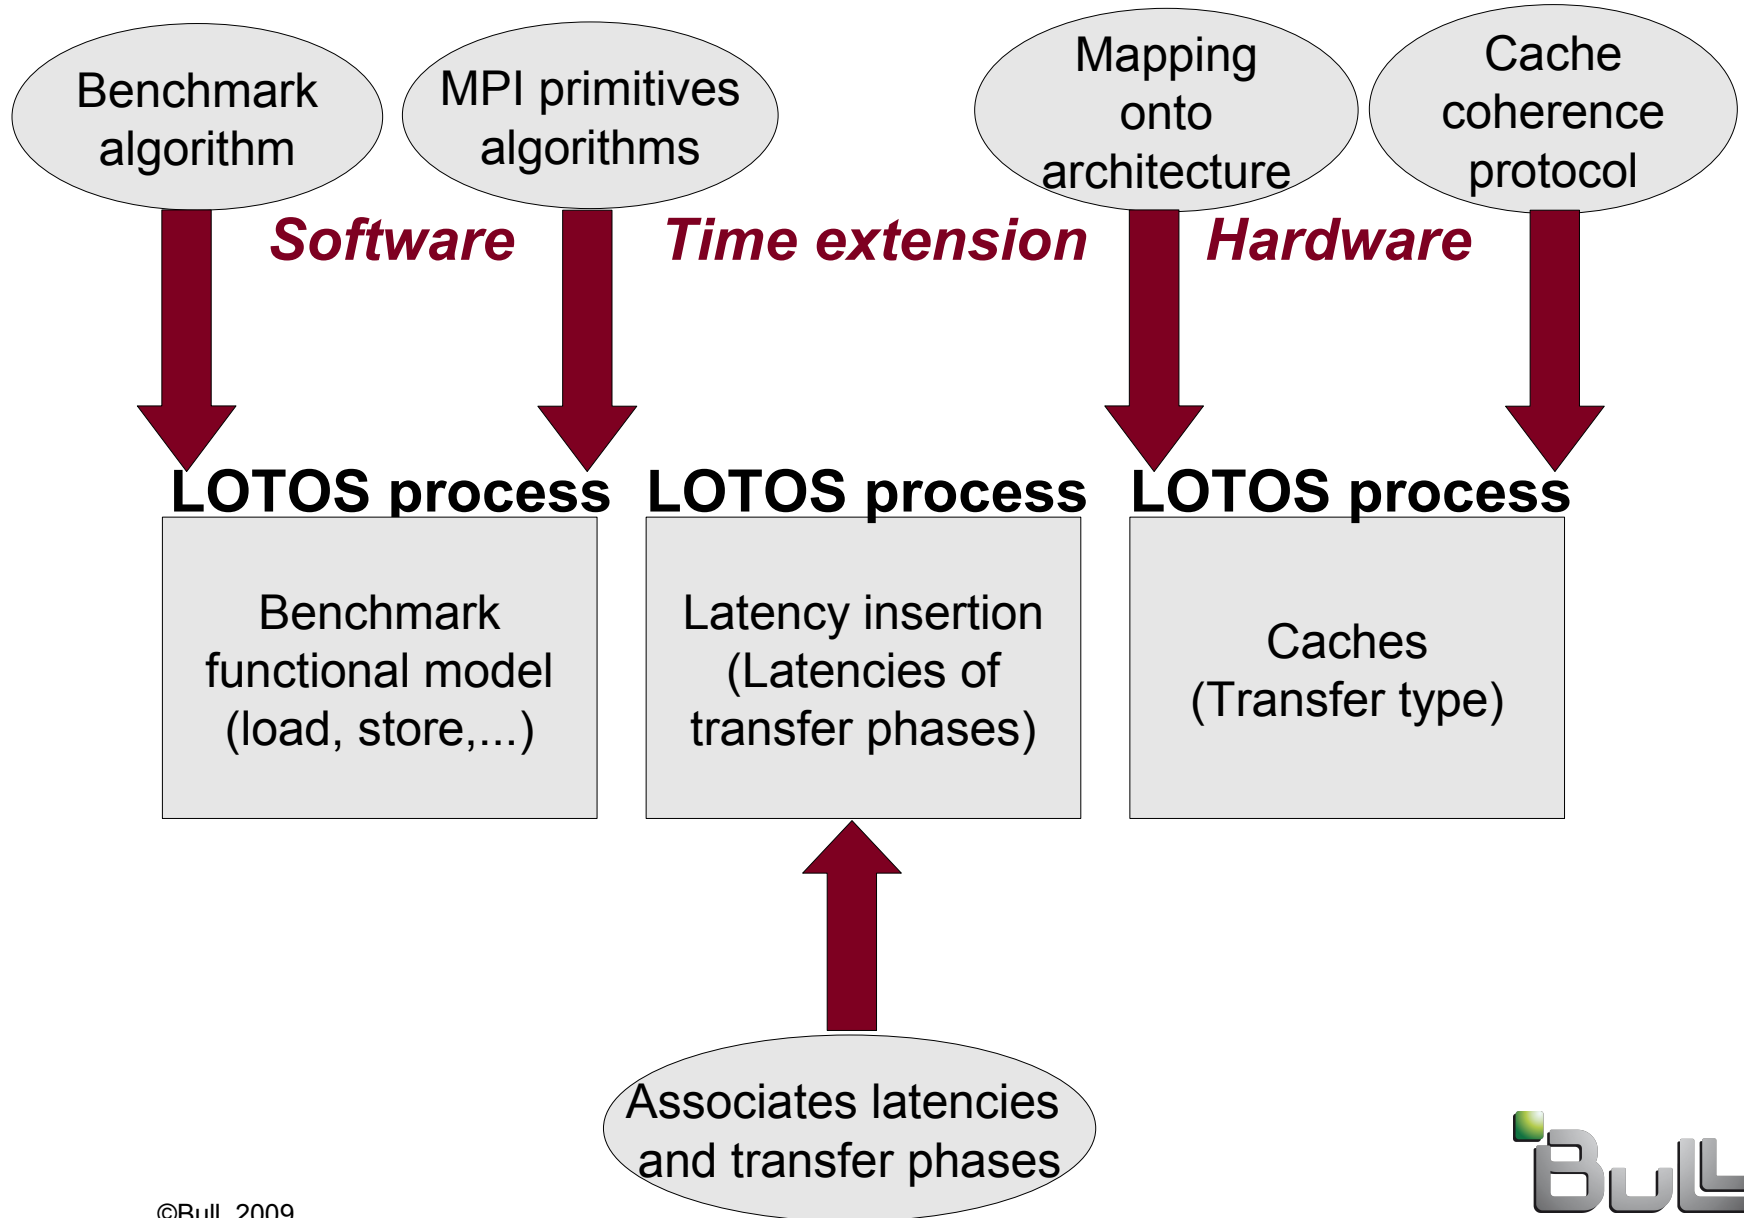 Benchmark
algorithm
MPI primitives
algorithms
Mapping
onto
architecture
Cache
coherence
protocol
Software
Time extension
Hardware
LOTOS process
LOTOS process
LOTOS process
Benchmark
functional model
(load, store,...)
Latency insertion
(Latencies of
transfer phases)
Caches
(Transfer type)
Associates latencies
and transfer phases
©Bull, 2009
Bull